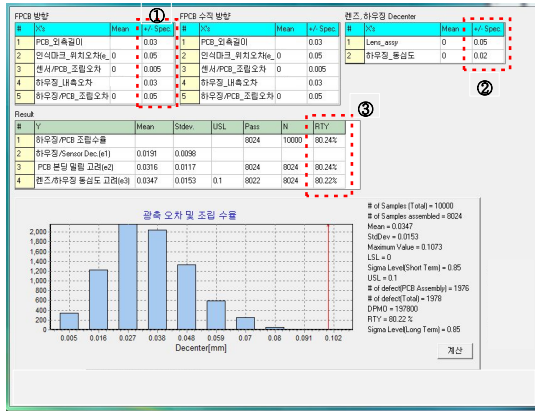 FPCB 방향
FPCB 수직 방향
렌즈, 하우징 Decenter
①
# X's Mean +/- Spec.
1 PCB_외측길이 0.03
2 인식마크_위치오차(e_ 0 0.05
3 센서/PCB_조립오차 0 0.005
4 하우징_내측오차 0.03
5 하우징/PCB_조립오차 0 0.05
# X's Mean +/- Spec.
1 PCB_외측길이 0.03
2 인식마크_위치오차(e_ 0 0.05
3 센서/PCB_조립오차 0 0.005
4 하우징_내측오차 0.03
5 하우징/PCB_조립오차 0 0.05
# X's Mean +/- Spec.
1 Lens_assy 0 0.05
2 하우징_동심도 0 0.02
②
③
Result
# Y Mean Stdev. USL Pass N RTY
1 하우징/PCB 조립수율 8024 10000 80.24%
2 하우징/Sensor Dec.(e1) 0.0191 0.0098
3 PCB 본딩 밀림 고려(e2) 0.0316 0.0117 8024 8024 80.24%
4 렌즈/하우징 동심도 고려(e3) 0.0347 0.0153 0.1 8022 8024 80.22%
광축 오차 및 조립 수율
2,000
1,800
1,600
1,400
1,200
1,000
800
600
400
200
0
0.005 0.016 0.027 0.038 0.048 0.059 0.07 0.08 0.091 0.102
Decenter[mm]
# of Samples (Total) = 10000
# of Samples assembled = 8024
Mean = 0.0347
StdDev = 0.0153
Maximum Value = 0.1073
LSL = 0
Sigma Level(Short Term) = 0.85
USL = 0.1
# of defect(PCB Assembly) = 1976
# of defect(Total) = 1978
DPMO = 197800
RTY = 80.22 %
Sigma Level(Long Term) = 0.85
계산